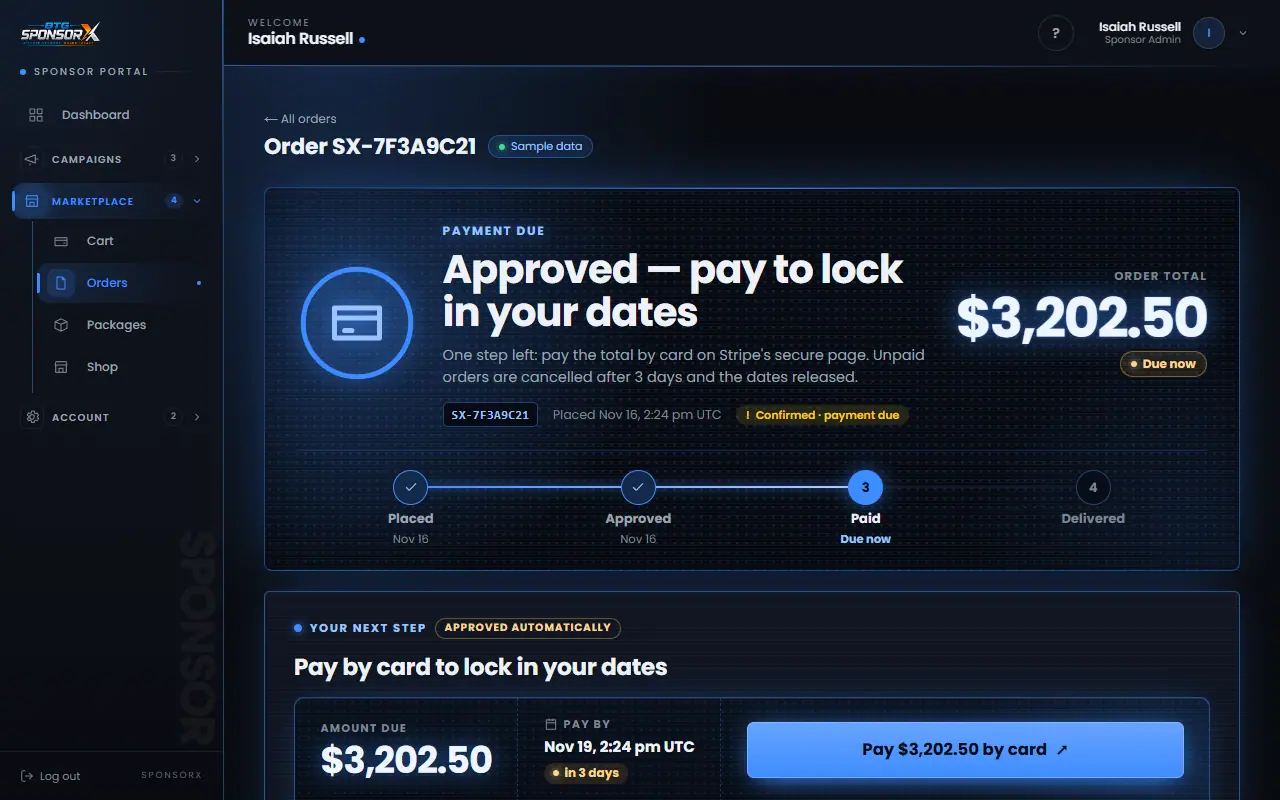 BTG
SPONSORX
SPONSOR PORTAL
Dashboard
CAMPAIGNS 3
MARKETPLACE 4
Cart
Orders
Packages
Shop
ACCOUNT 2
SPONSOR
Log out
SPONSORX
WELCOME
Isaiah Russell
?
Isaiah Russell
Sponsor Admin
I
← All orders
Order SX-7F3A9C21
Sample data
PAYMENT DUE
Approved — pay to lock
in your dates
One step left: pay the total by card on Stripe's secure page. Unpaid
orders are cancelled after 3 days and the dates released.
SX-7F3A9C21 Placed Nov 16, 2:24 pm UTC ! Confirmed · payment due
ORDER TOTAL
$3,202.50
Due now
3 4
Placed Approved Paid Delivered
Nov 16 Nov 16 Due now
YOUR NEXT STEP APPROVED AUTOMATICALLY
Pay by card to lock in your dates
AMOUNT DUE
$3,202.50
PAY BY
Nov 19, 2:24 pm UTC
in 3 days
Pay $3,202.50 by card ↗